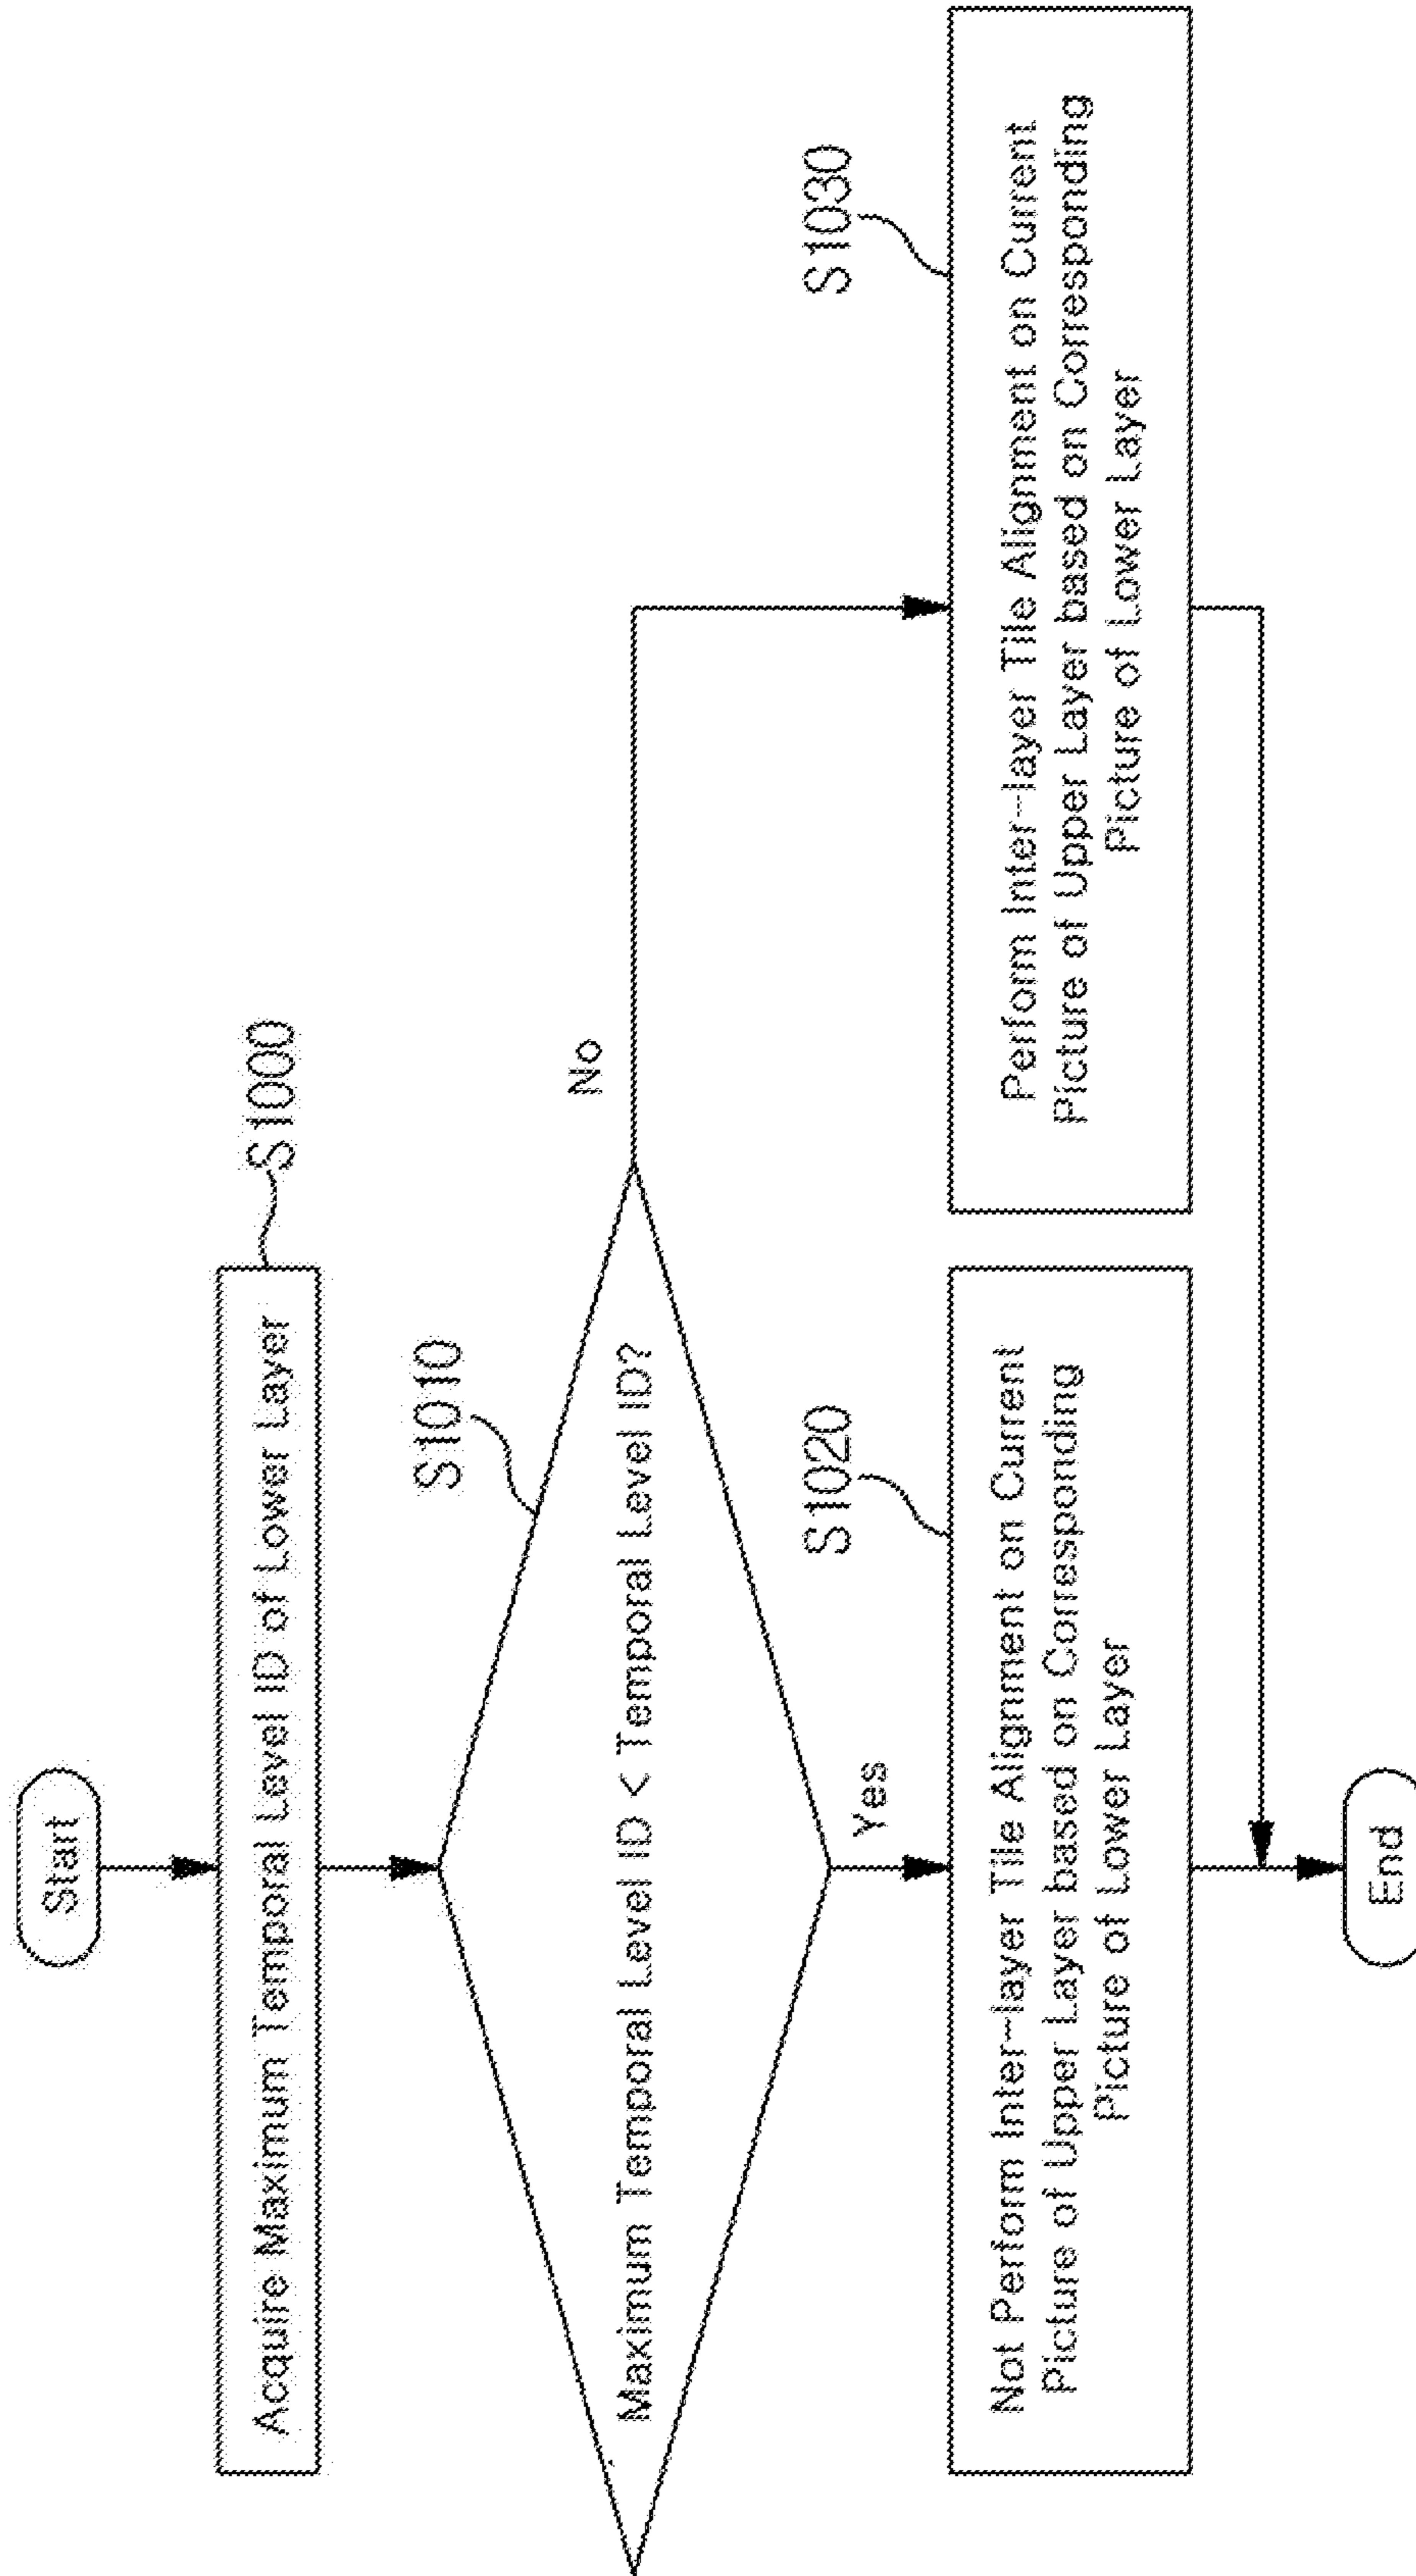 Start
Acquire Maximum Temporal Level ID of Lower Layer
S1000
S1010
Maximum Temporal Level ID < Temporal Level ID?
No
Yes
S1020
Not Perform Inter-layer Tile Alignment on Current
Picture of Upper Layer based on Corresponding
Picture of Lower Layer
S1030
Perform Inter-layer Tile Alignment on Current
Picture of Upper Layer based on Corresponding
Picture of Lower Layer
End